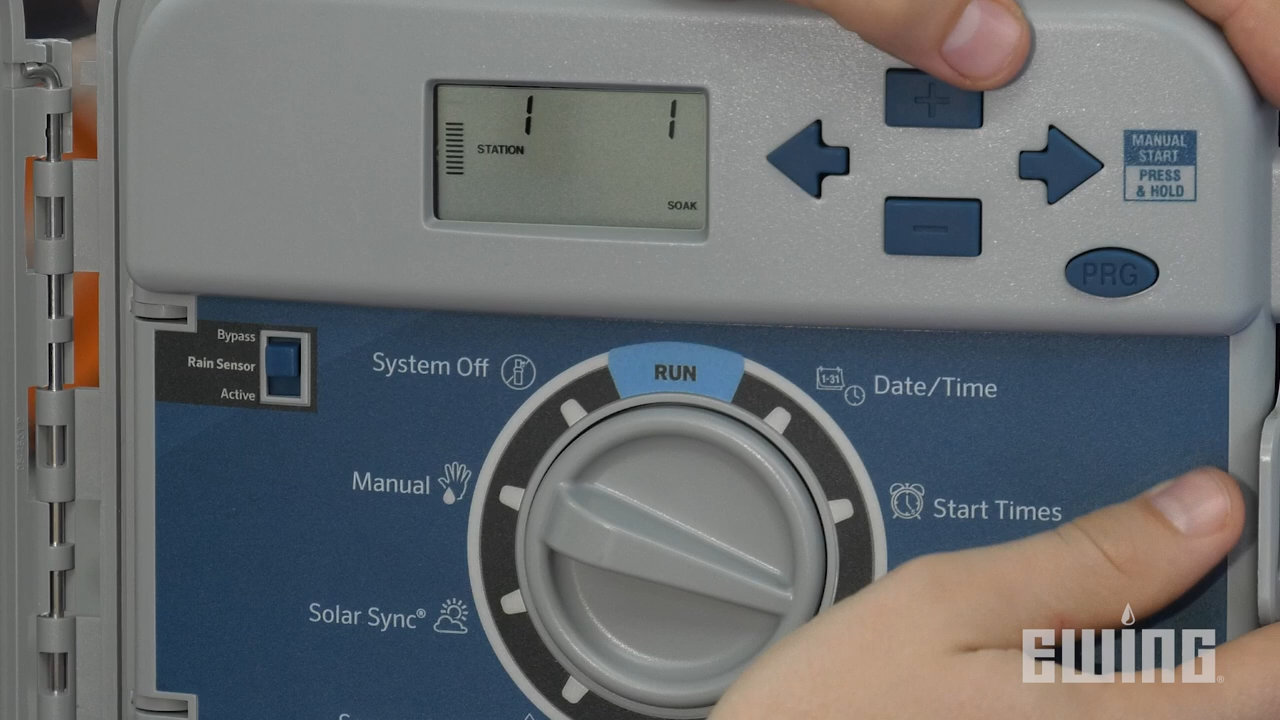 1 1
STATION
SOAK
+
−
MANUAL
START
PRESS
& HOLD
PRG
Bypass
Rain Sensor
Active
System Off
RUN
1-31
Date/Time
Manual
Start Times
Solar Sync®
EWING®